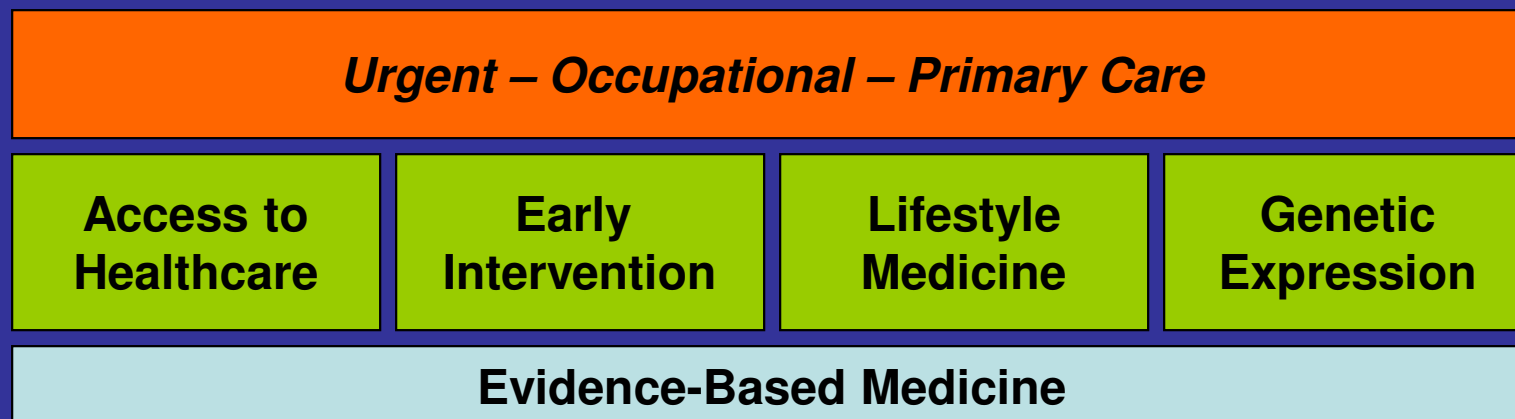 Urgent – Occupational – Primary Care
Access to
Healthcare
Early
Intervention
Lifestyle
Medicine
Genetic
Expression
Evidence-Based Medicine